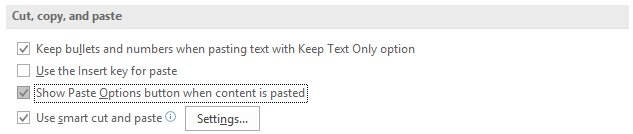 Cut, copy, and paste
Keep bullets and numbers when pasting text with Keep Text Only option
Use the Insert key for paste
Show Paste Options button when content is pasted
Use smart cut and paste Settings...